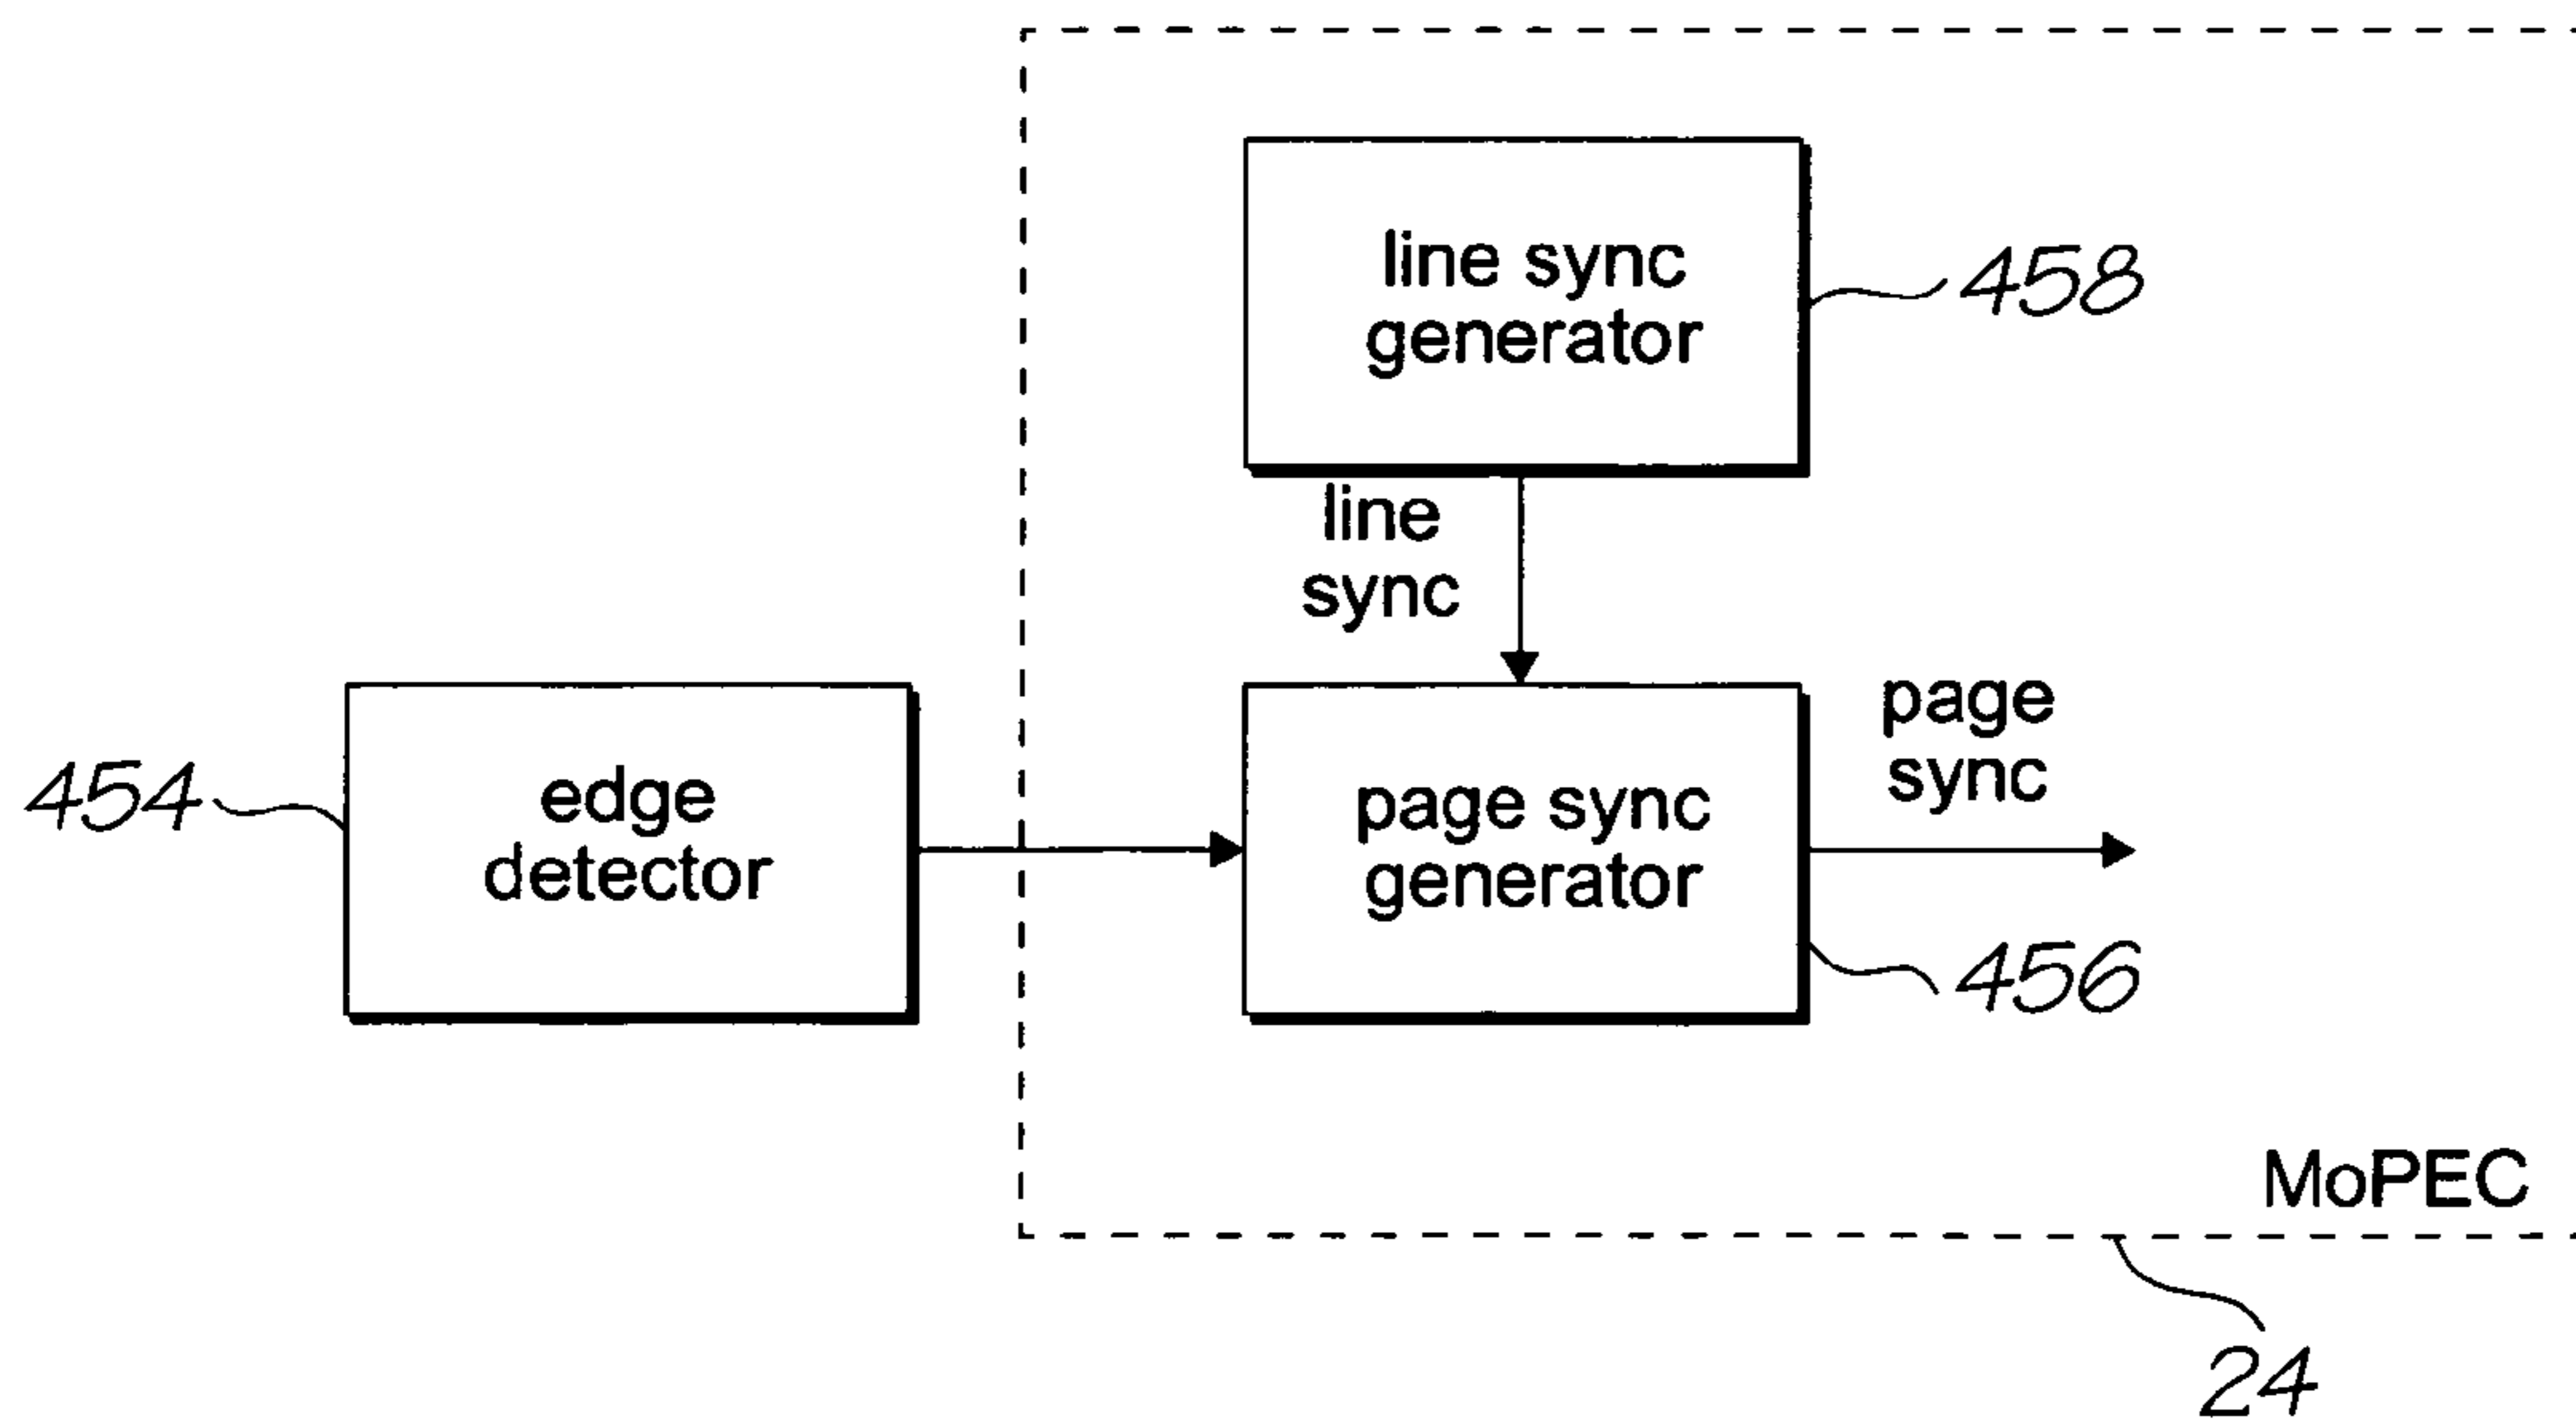 line sync
generator
458
line
sync
454
edge
detector
page sync
generator
page
sync
456
MoPEC
24